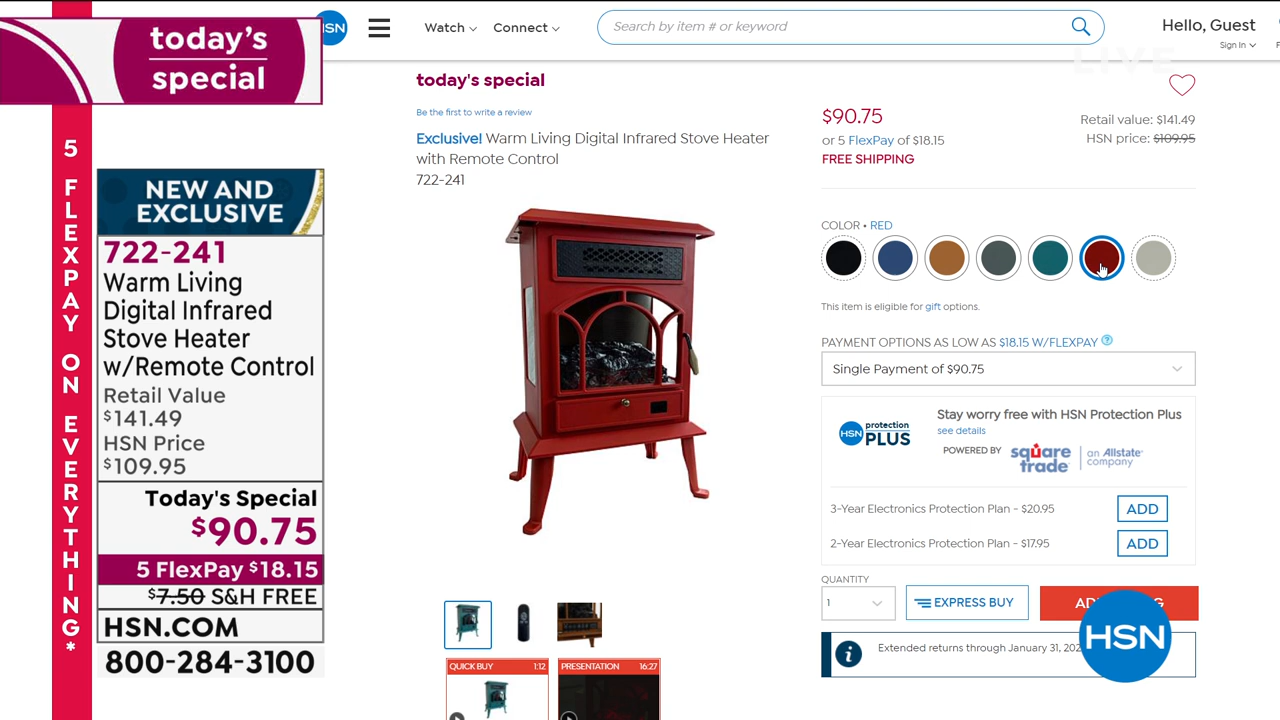 today's
special
5 FLEXPAY ON EVERYTHING*
NEW AND
EXCLUSIVE
722-241
Warm Living
Digital Infrared
Stove Heater
w/Remote Control
Retail Value
$141.49
HSN Price
$109.95
Today's Special
$90.75
5 FlexPay $18.15
$7.50 S&H FREE
HSN.COM
800-284-3100
HSN
Watch
Connect
Search by item # or keyword
Hello, Guest
Sign In
LIVE
today's special
Be the first to write a review
Exclusive! Warm Living Digital Infrared Stove Heater
with Remote Control
722-241
QUICK BUY 1:12
PRESENTATION 16:27
$90.75
or 5 FlexPay of $18.15
FREE SHIPPING
Retail value: $141.49
HSN price: $109.95
COLOR • RED
This item is eligible for gift options.
PAYMENT OPTIONS AS LOW AS $18.15 W/FLEXPAY ?
Single Payment of $90.75
HSN protection
PLUS
Stay worry free with HSN Protection Plus
see details
POWERED BY square trade | an Allstate company
3-Year Electronics Protection Plan - $20.95 ADD
2-Year Electronics Protection Plan - $17.95 ADD
QUANTITY
1
EXPRESS BUY
Extended returns through January 31,
HSN